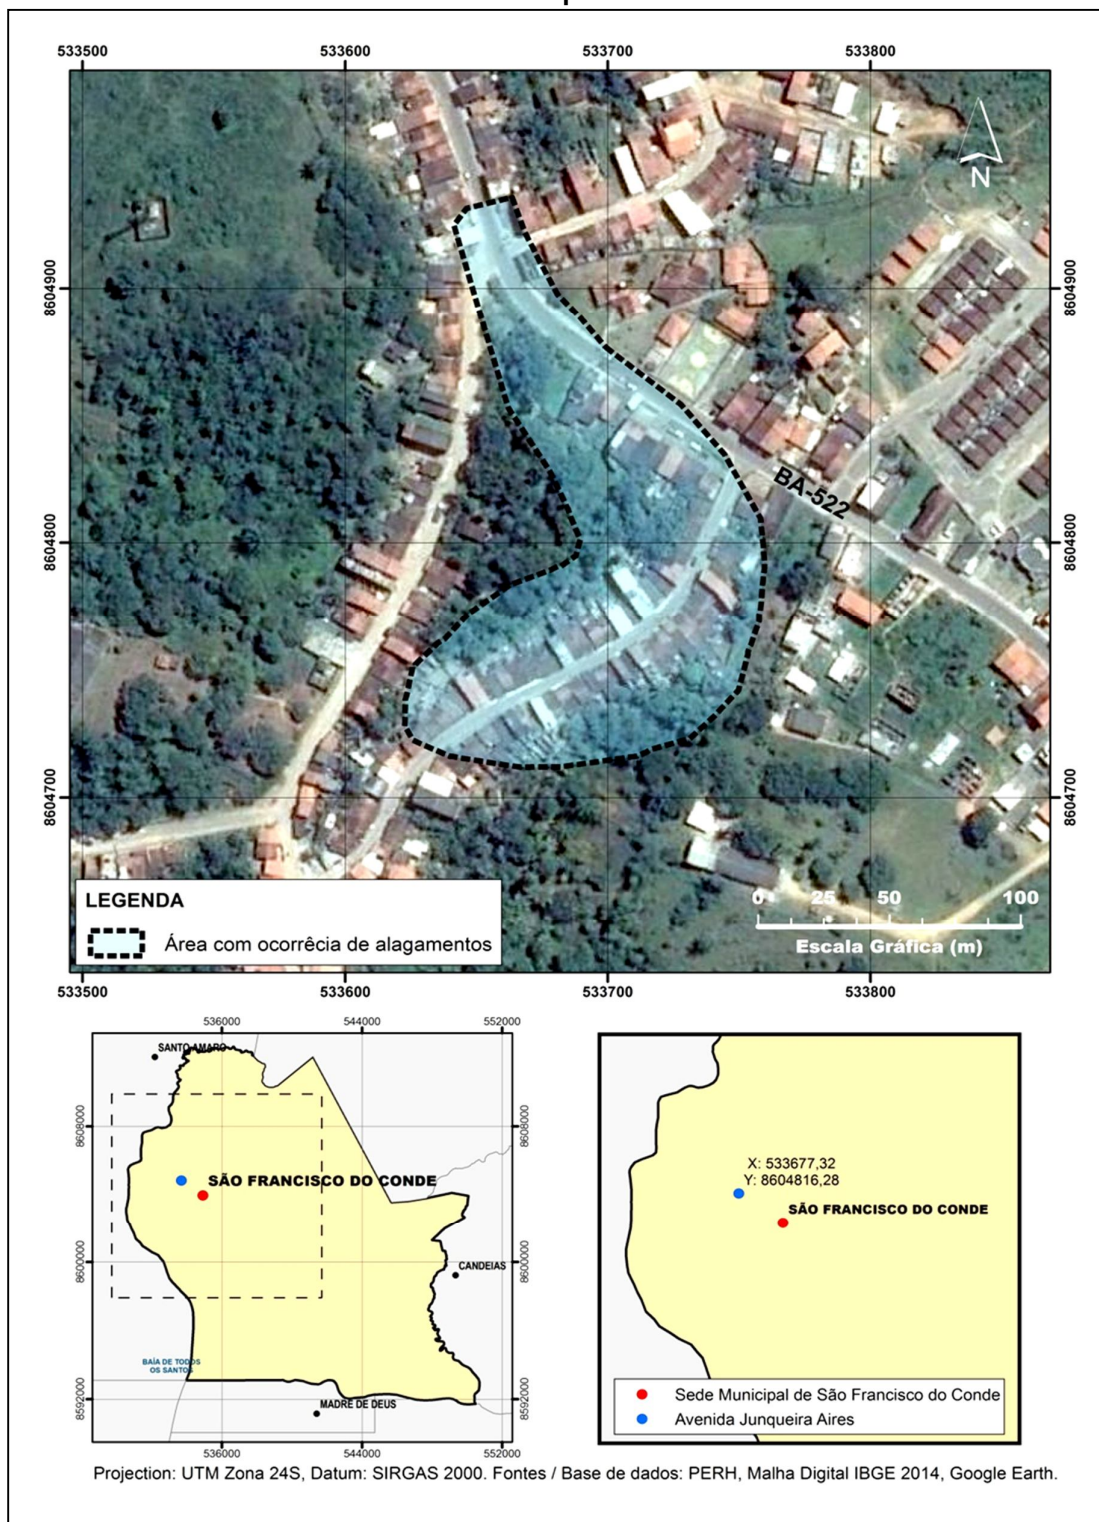 533500 533600 533700 533800
N
8604900 8604900
BA-522
8604800 8604800
8604700 8604700
LEGENDA
Área com ocorrêcia de alagamentos
0 25 50 100
Escala Gráfica (m)
533500 533600 533700 533800
536000 544000 552000
SANTO AMARO
8608000 8608000
SÃO FRANCISCO DO CONDE
8600000 8600000
CANDEIAS
BAÍA DE TODOS
OS SANTOS
8592000 8592000
MADRE DE DEUS
536000 544000 552000
X: 533677,32
Y: 8604816,28
SÃO FRANCISCO DO CONDE
Sede Municipal de São Francisco do Conde
Avenida Junqueira Aires
Projection: UTM Zona 24S, Datum: SIRGAS 2000. Fontes / Base de dados: PERH, Malha Digital IBGE 2014, Google Earth.